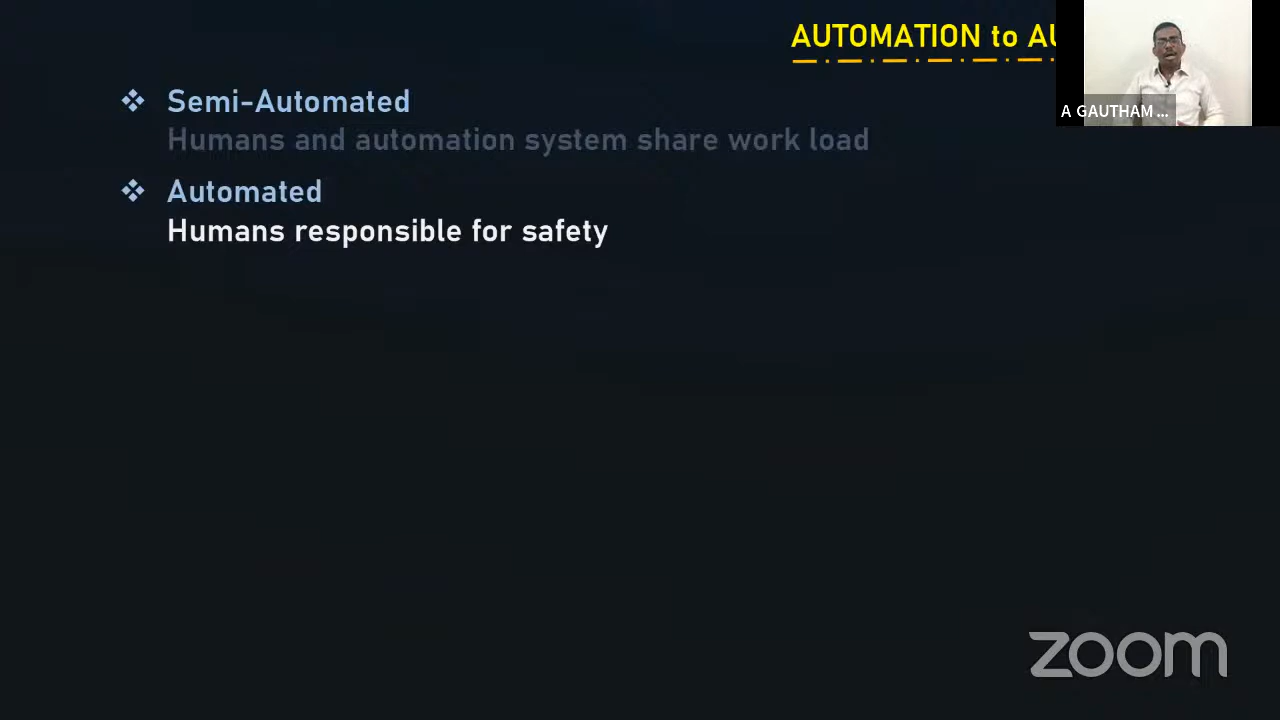 AUTOMATION to AU
A GAUTHAM ...
❖ Semi-Automated
Humans and automation system share work load
❖ Automated
Humans responsible for safety
zoom